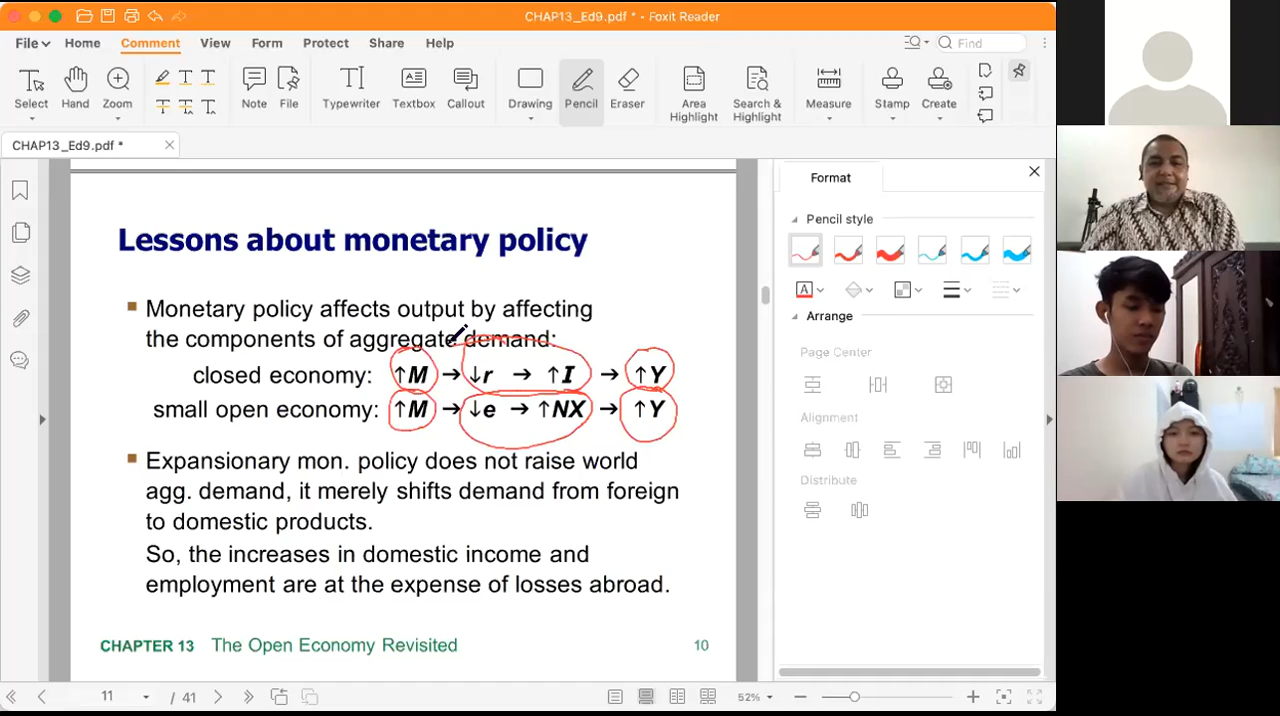 CHAP13_Ed9.pdf * - Foxit Reader
File Home Comment View Form Protect Share Help Find
Select Hand Zoom Note File Typewriter Textbox Callout Drawing Pencil Eraser Area Highlight Search & Highlight Measure Stamp Create
CHAP13_Ed9.pdf *
Format
Pencil style
Arrange
Page Center
Alignment
Distribute
Lessons about monetary policy
Monetary policy affects output by affecting
the components of aggregate demand:
closed economy: ↑M → ↓r → ↑I → ↑Y
small open economy: ↑M → ↓e → ↑NX → ↑Y
Expansionary mon. policy does not raise world
agg. demand, it merely shifts demand from foreign
to domestic products.
So, the increases in domestic income and
employment are at the expense of losses abroad.
CHAPTER 13 The Open Economy Revisited 10
11 / 41 52%